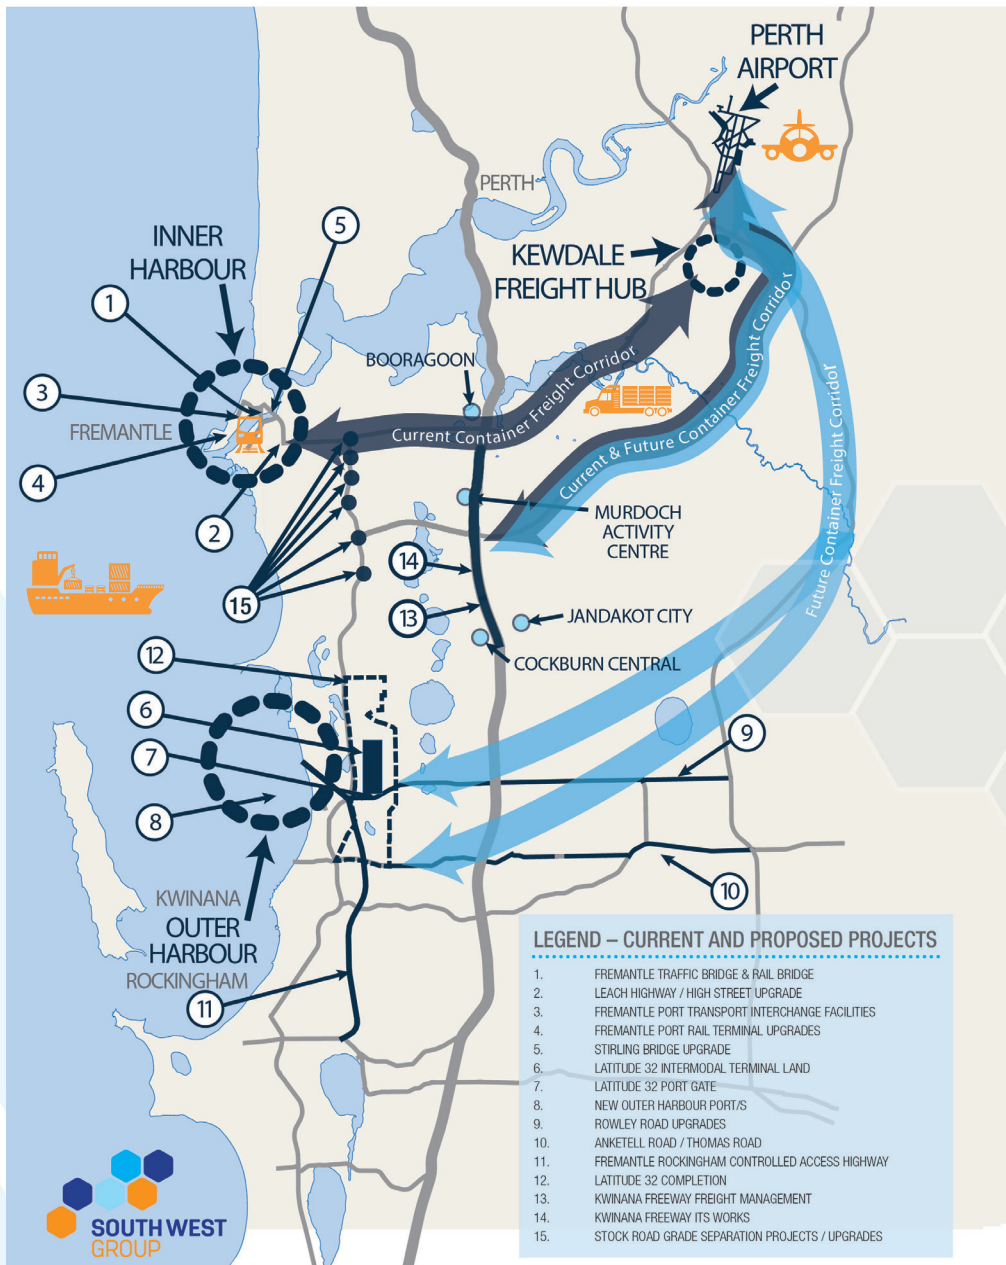 PERTH
AIRPORT
PERTH
5
INNER
HARBOUR
KEWDALE
FREIGHT HUB
1
BOORAGOON
3
FREMANTLE
Current Container Freight Corridor
Current & Future Container Freight Corridor
Future Container Freight Corridor
4
2
MURDOCH
ACTIVITY
CENTRE
14
15
13
JANDAKOT CITY
12
COCKBURN CENTRAL
6
9
7
8
10
KWINANA
OUTER
HARBOUR
ROCKINGHAM
11
LEGEND – CURRENT AND PROPOSED PROJECTS
1. FREMANTLE TRAFFIC BRIDGE & RAIL BRIDGE
2. LEACH HIGHWAY / HIGH STREET UPGRADE
3. FREMANTLE PORT TRANSPORT INTERCHANGE FACILITIES
4. FREMANTLE PORT RAIL TERMINAL UPGRADES
5. STIRLING BRIDGE UPGRADE
6. LATITUDE 32 INTERMODAL TERMINAL LAND
7. LATITUDE 32 PORT GATE
8. NEW OUTER HARBOUR PORT/S
9. ROWLEY ROAD UPGRADES
10. ANKETELL ROAD / THOMAS ROAD
11. FREMANTLE ROCKINGHAM CONTROLLED ACCESS HIGHWAY
12. LATITUDE 32 COMPLETION
13. KWINANA FREEWAY FREIGHT MANAGEMENT
14. KWINANA FREEWAY ITS WORKS
15. STOCK ROAD GRADE SEPARATION PROJECTS / UPGRADES
SOUTH WEST
GROUP